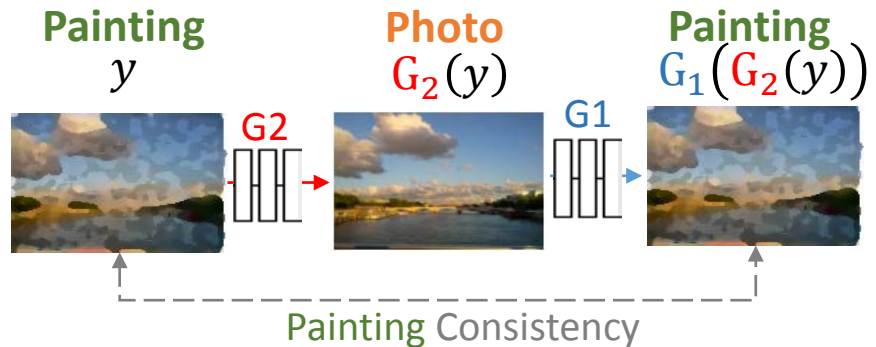 Painting Photo Painting
y G₂(y) G₁(G₂(y))
G2 G1
Painting Consistency